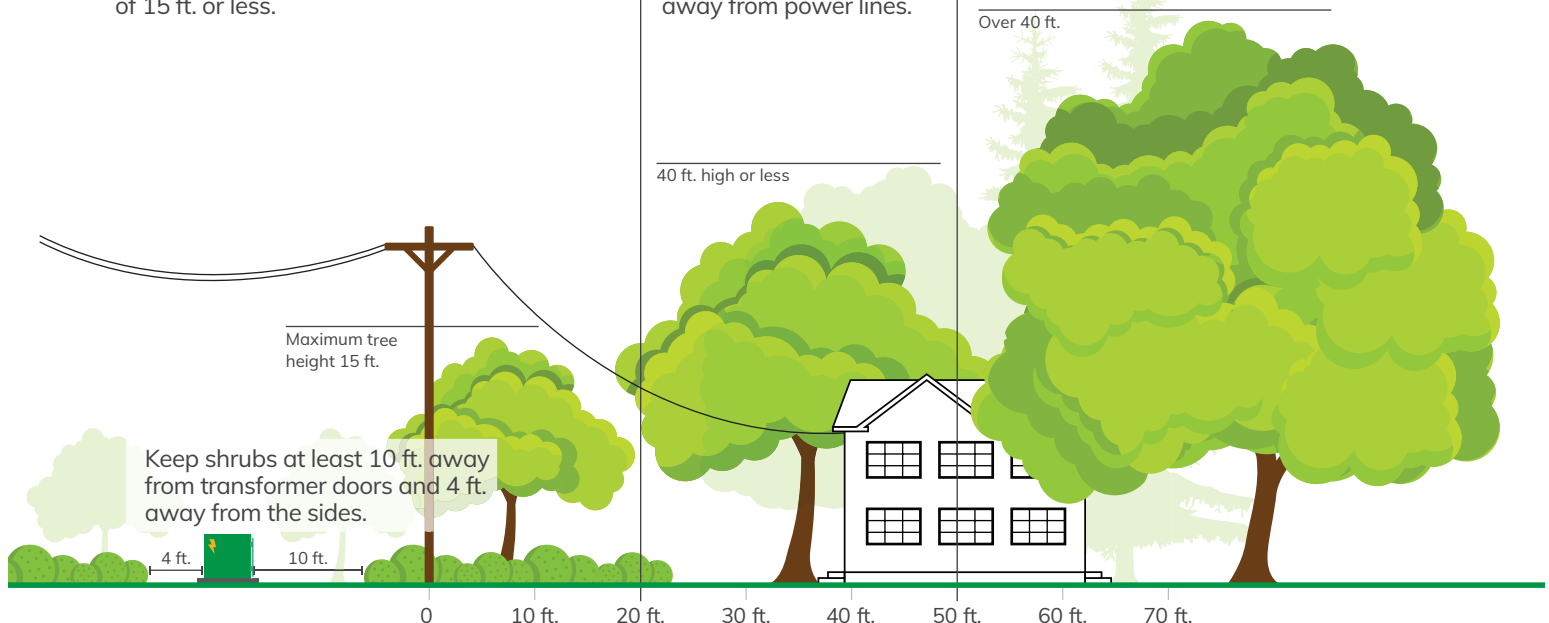 of 15 ft. or less.
away from power lines.
Over 40 ft.
40 ft. high or less
Maximum tree
height 15 ft.
Keep shrubs at least 10 ft. away
from transformer doors and 4 ft.
away from the sides.
4 ft.
10 ft.
0
10 ft.
20 ft.
30 ft.
40 ft.
50 ft.
60 ft.
70 ft.